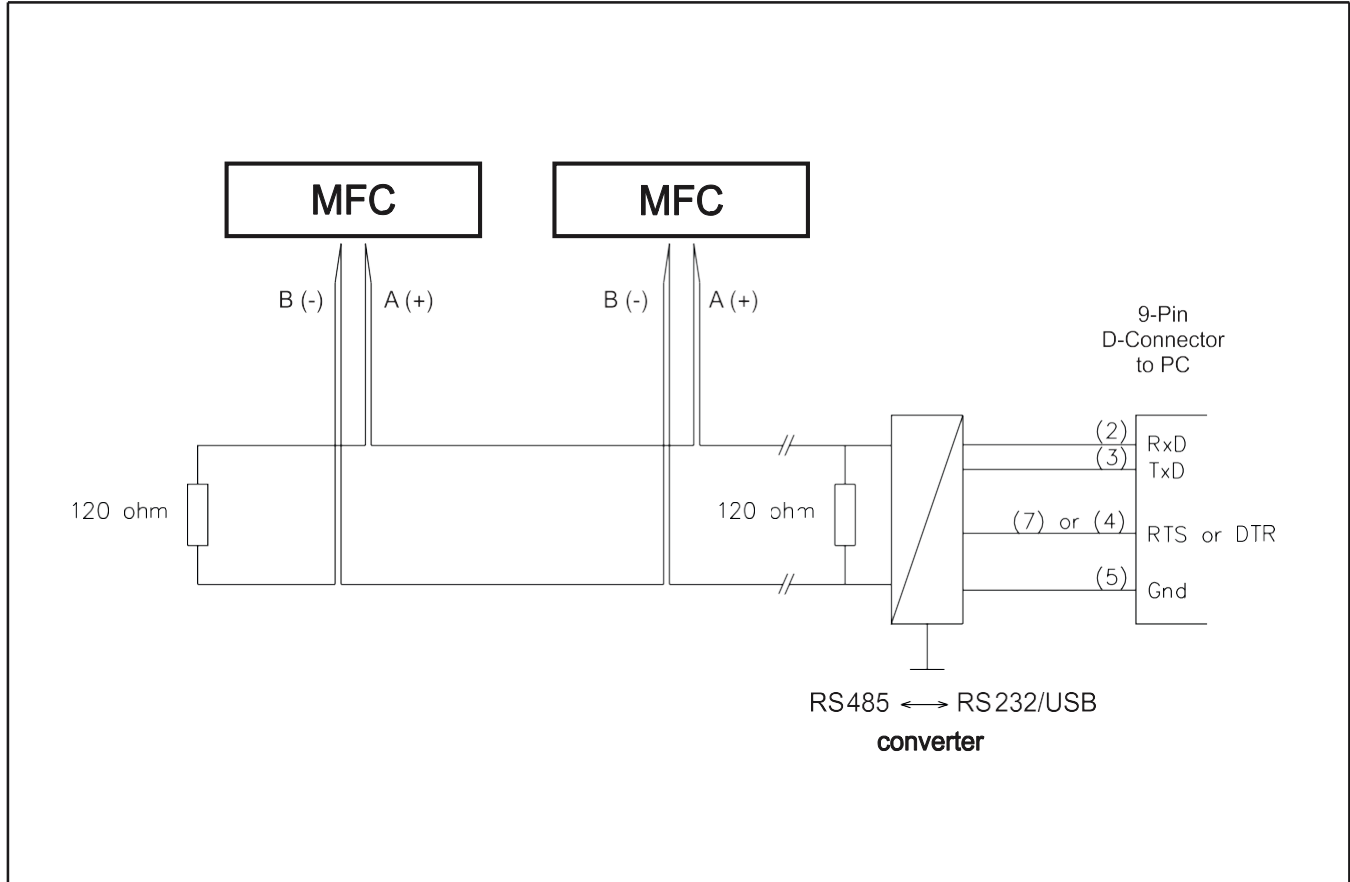 MFC
MFC
B (-)
A (+)
B (-)
A (+)
9-Pin
D-Connector
to PC
(2)
RxD
(3)
TxD
120 ohm
120 ohm
(7) or (4)
RTS or DTR
(5)
Gnd
RS485 ⟷ RS232/USB
converter